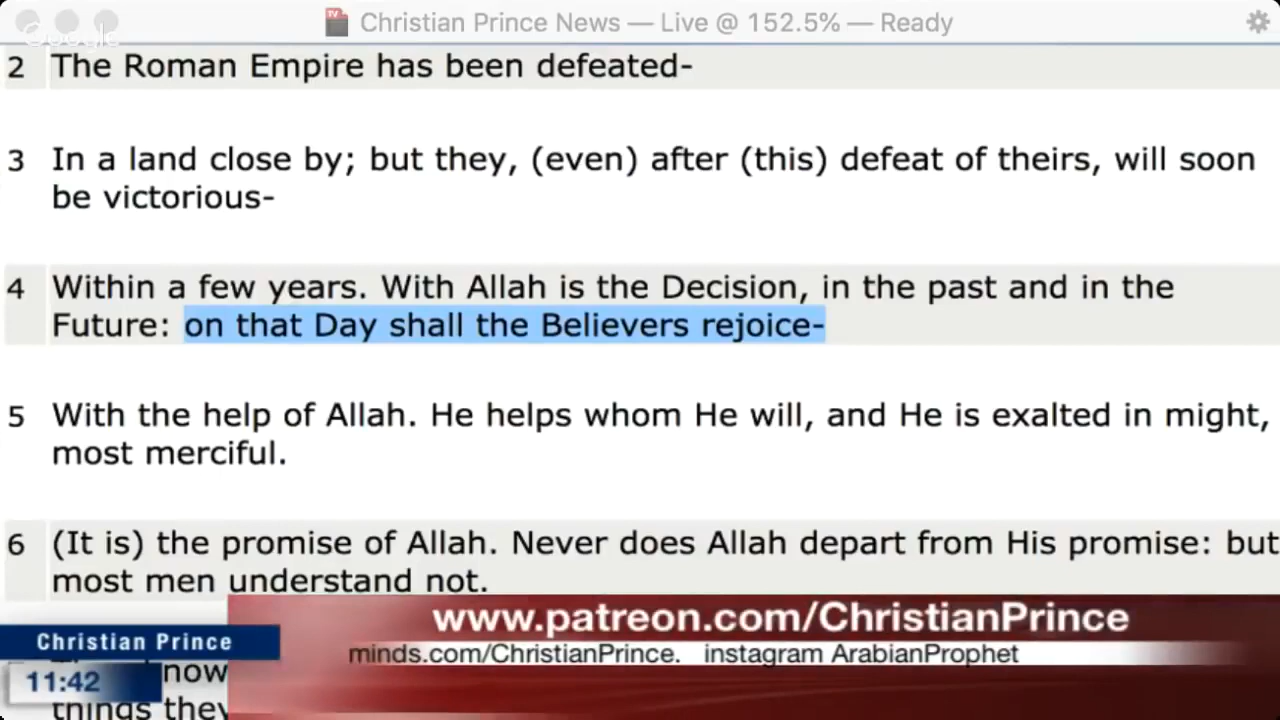 Google
Christian Prince News — Live @ 152.5% — Ready
2 The Roman Empire has been defeated-
3 In a land close by; but they, (even) after (this) defeat of theirs, will soon
be victorious-
4 Within a few years. With Allah is the Decision, in the past and in the
Future: on that Day shall the Believers rejoice-
5 With the help of Allah. He helps whom He will, and He is exalted in might,
most merciful.
6 (It is) the promise of Allah. Never does Allah depart from His promise: but
most men understand not.
www.patreon.com/ChristianPrince
Christian Prince
minds.com/ChristianPrince. instagram ArabianProphet
now
11:42
things they